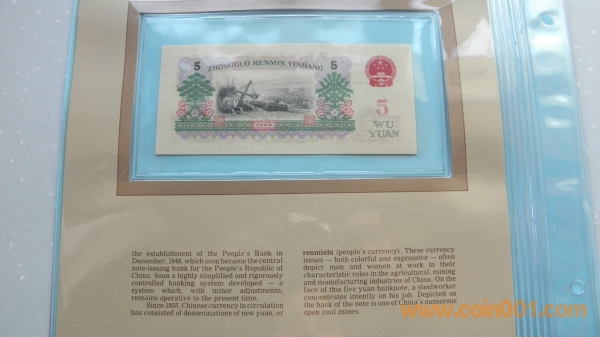 5
ZHONGGUO RENMIN YINHANG
5
5
WU
YUAN
1960
the establishment of the People's Bank in
December, 1948, which soon became the central
note-issuing bank for the People's Republic of
China. Soon a highly simplified and rigorously
controlled banking system developed — a
system which, with minor adjustments,
remains operative to the present time.
Since 1955, Chinese currency in circulation
has consisted of denominations of new yuan, or
renminbi (people's currency). These currency
issues — both colorful and expressive — often
depict men and women at work in their
characteristic roles in the agricultural, mining
and manufacturing industries of China. On the
face of this five yuan banknote, a steelworker
concentrates intently on his job. Depicted on
the back of the note is one of China's numerous
open coal mines.
www.coin001.com